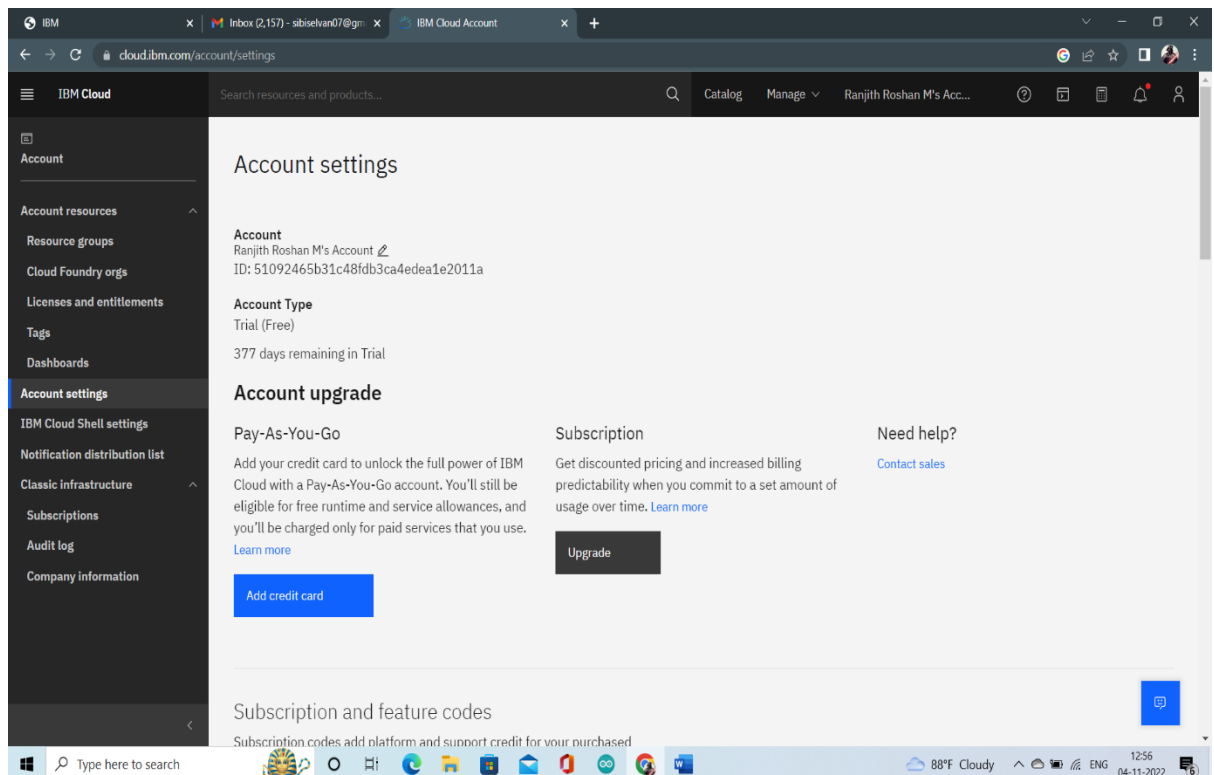 IBM
Inbox (2,157) - sibiselvan07@gm
IBM Cloud Account
cloud.ibm.com/account/settings
IBM Cloud
Search resources and products...
Catalog
Manage
Ranjith Roshan M's Acc...
Account
Account resources
Resource groups
Cloud Foundry orgs
Licenses and entitlements
Tags
Dashboards
Account settings
IBM Cloud Shell settings
Notification distribution list
Classic infrastructure
Subscriptions
Audit log
Company information
Account settings
Account
Ranjith Roshan M's Account
ID: 51092465b31c48fdb3ca4edea1e2011a
Account Type
Trial (Free)
377 days remaining in Trial
Account upgrade
Pay-As-You-Go
Add your credit card to unlock the full power of IBM
Cloud with a Pay-As-You-Go account. You'll still be
eligible for free runtime and service allowances, and
you'll be charged only for paid services that you use.
Learn more
Add credit card
Subscription
Get discounted pricing and increased billing
predictability when you commit to a set amount of
usage over time. Learn more
Upgrade
Need help?
Contact sales
Subscription and feature codes
Subscription codes add platform and support credit for your purchased
Type here to search
88°F Cloudy
ENG
12:56
04-11-2022
6